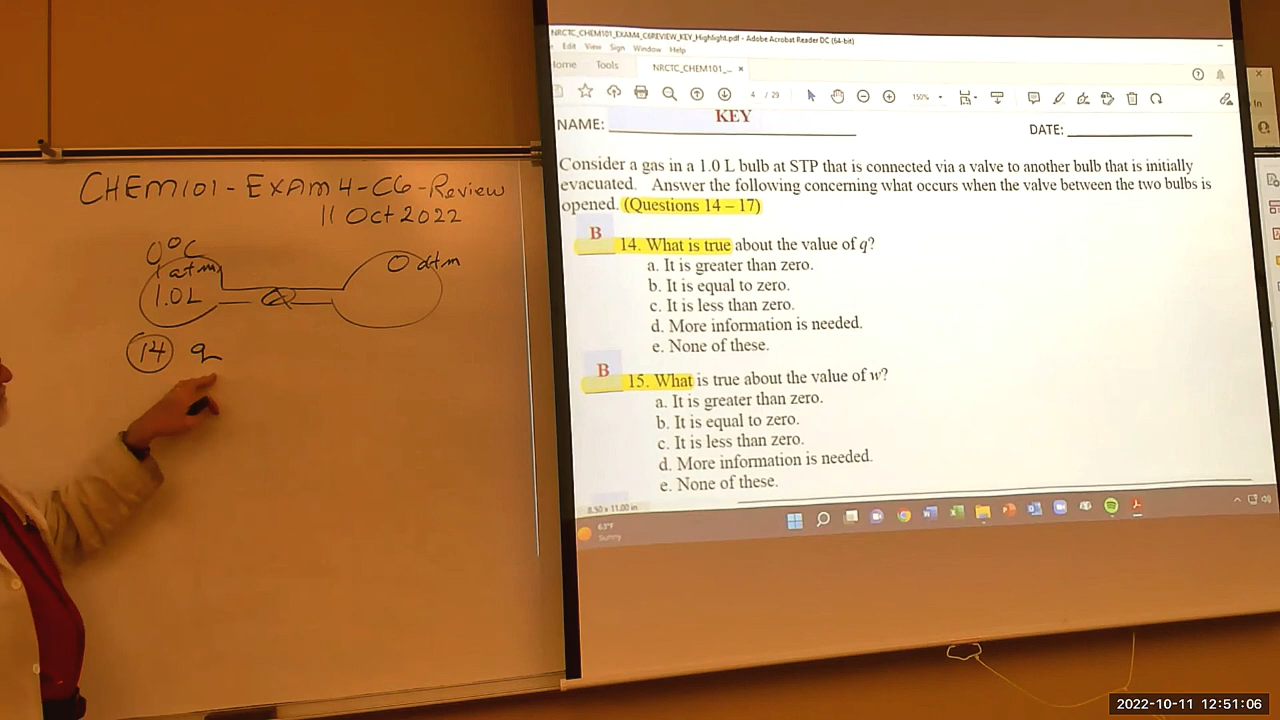 CHEM101-EXAM4-C6-Review
11 Oct 2022
0°C
1 atm
1.0L
0 atm
14 q
NRCTC_CHEM101_EXAM4_C6REVIEW_KEY_Highlight.pdf - Adobe Acrobat Reader DC (64-bit)
Edit View Sign Window Help
Home Tools NRCTC_CHEM101_... ×
4 / 29 150%
In
NAME: KEY DATE:
Consider a gas in a 1.0 L bulb at STP that is connected via a valve to another bulb that is initially
evacuated. Answer the following concerning what occurs when the valve between the two bulbs is
opened. (Questions 14 – 17)
B 14. What is true about the value of q?
a. It is greater than zero.
b. It is equal to zero.
c. It is less than zero.
d. More information is needed.
e. None of these.
B 15. What is true about the value of w?
a. It is greater than zero.
b. It is equal to zero.
c. It is less than zero.
d. More information is needed.
e. None of these.
8.50 x 11.00 in
63°F
Sunny
2022-10-11 12:51:06